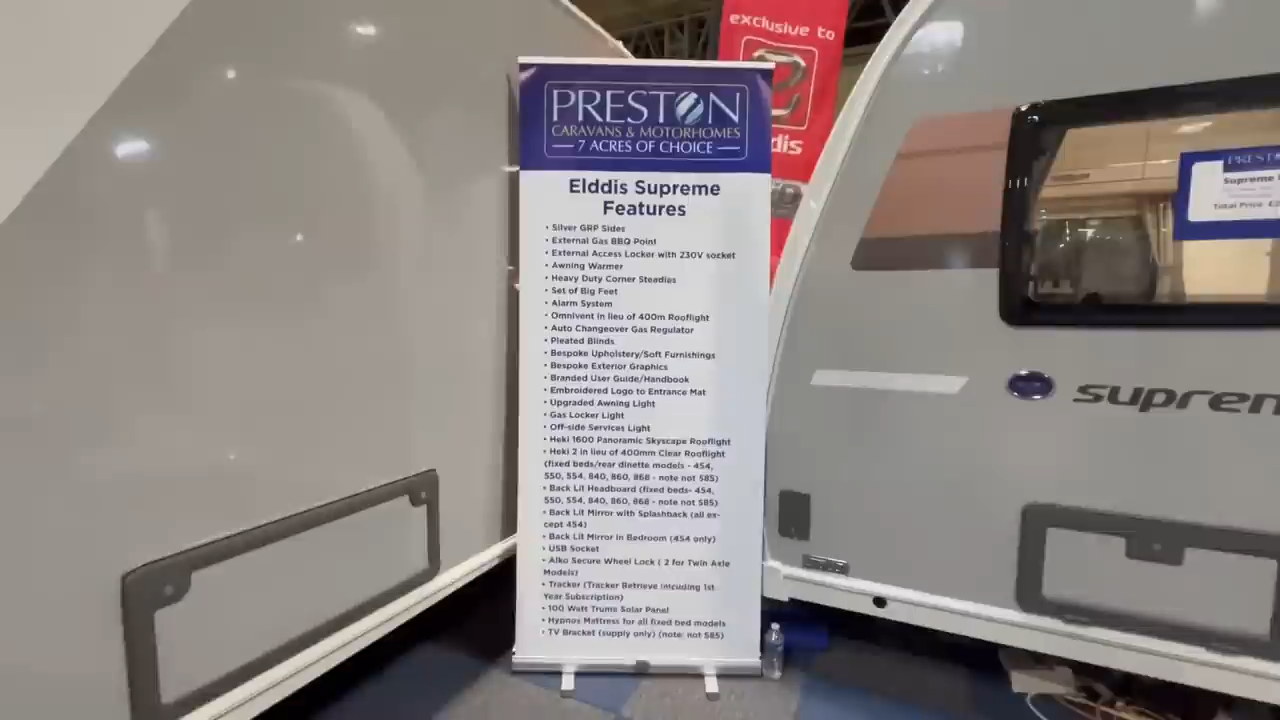 exclusive to
dis
PRESTON
CARAVANS & MOTORHOMES
7 ACRES OF CHOICE
Elddis Supreme
Features
• Silver GRP Sides
• External Gas BBQ Point
• External Access Locker with 230V socket
• Awning Warmer
• Heavy Duty Corner Steadies
• Set of Big Feet
• Alarm System
• Omnivent in lieu of 400m Rooflight
• Auto Changeover Gas Regulator
• Pleated Blinds
• Bespoke Upholstery/Soft Furnishings
• Bespoke Exterior Graphics
• Branded User Guide/Handbook
• Embroidered Logo to Entrance Mat
• Upgraded Awning Light
• Gas Locker Light
• Off-side Services Light
• Heki 1600 Panoramic Skyscape Rooflight
• Heki 2 in lieu of 400mm Clear Rooflight
(fixed beds/rear dinette models - 454,
550, 554, 840, 860, 868 - note not 585)
• Back Lit Headboard (fixed beds- 454,
550, 554, 840, 860, 868 - note not 585)
• Back Lit Mirror with Splashback (all ex-
cept 454)
• Back Lit Mirror in Bedroom (454 only)
• USB Socket
• Alko Secure Wheel Lock ( 2 for Twin Axle
Models)
• Tracker (Tracker Retrieve incuding 1st
Year Subscription)
• 100 Watt Truma Solar Panel
• Hypnos Mattress for all fixed bed models
• TV Bracket (supply only) (note: not 585)
PREST
Supreme
Total Price £2
suprem